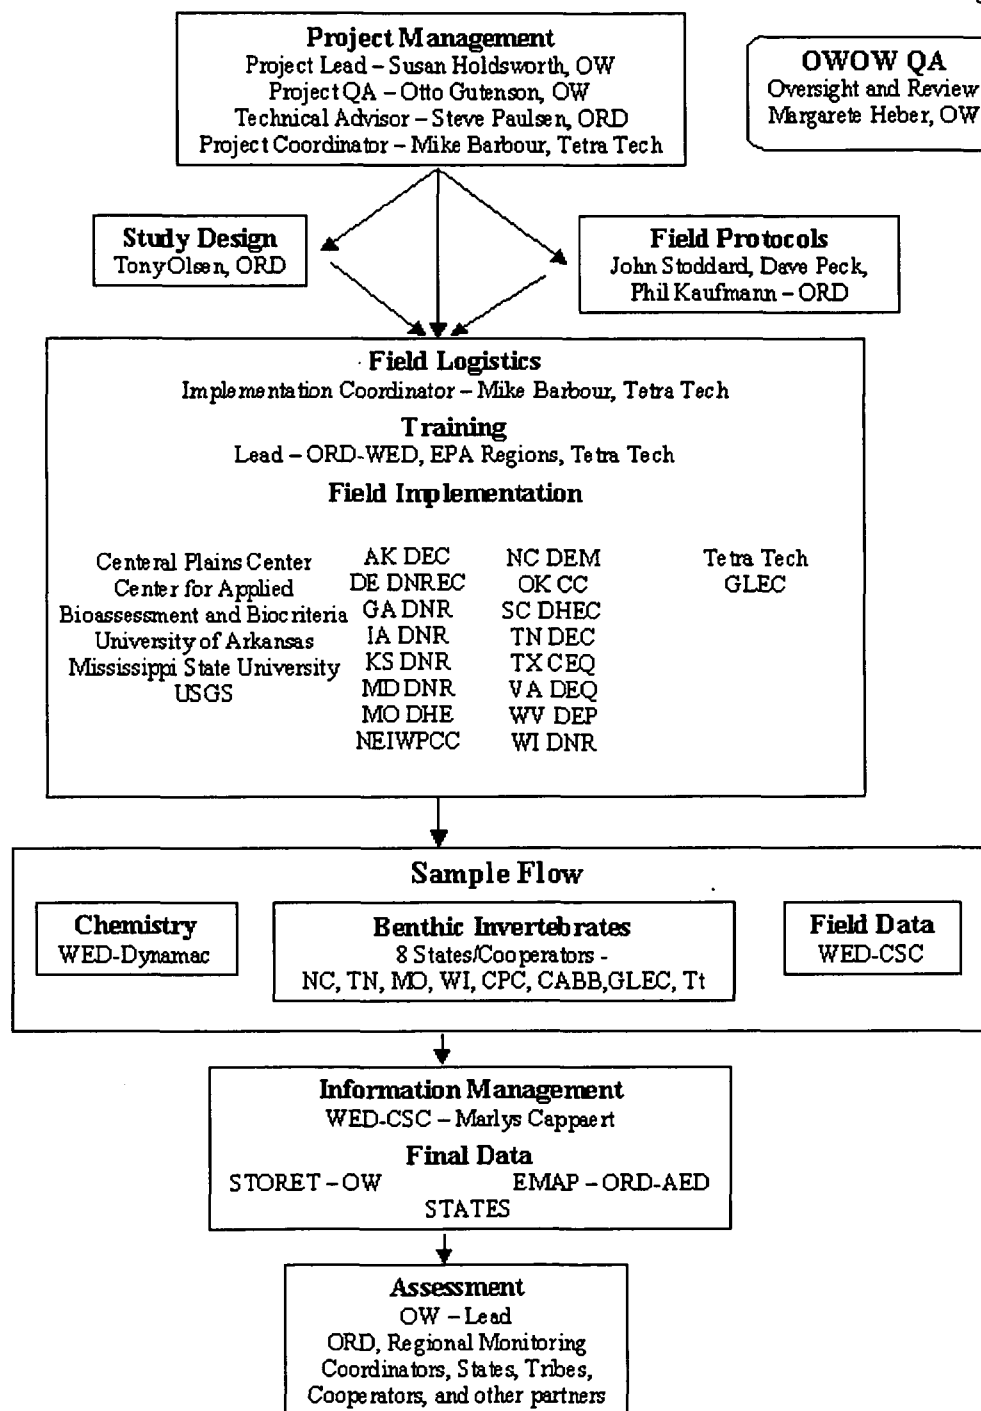 Project Management
Project Lead – Susan Holdsworth, OW
Project QA – Otto Gutenson, OW
Technical Advisor – Steve Paulsen, ORD
Project Coordinator – Mike Barbour, Tetra Tech
OWOW QA
Oversight and Review
Margarete Heber, OW
Study Design
Tony Olsen, ORD
Field Protocols
John Stoddard, Dave Peck,
Phil Kaufmann – ORD
Field Logistics
Implementation Coordinator – Mike Barbour, Tetra Tech
Training
Lead – ORD-WED, EPA Regions, Tetra Tech
Field Implementation
Centeral Plains Center
Center for Applied
Bioassessment and Biocriteria
University of Arkansas
Mississippi State University
USGS
AK DEC
DE DNREC
GA DNR
IA DNR
KS DNR
MD DNR
MO DHE
NEIWPCC
NC DEM
OK CC
SC DHEC
TN DEC
TX CEQ
VA DEQ
WV DEP
WI DNR
Tetra Tech
GLEC
Sample Flow
Chemistry
WED-Dynamac
Benthic Invertebrates
8 States/Cooperators -
NC, TN, MO, WI, CPC, CABB,GLEC, Tt
Field Data
WED-CSC
Information Management
WED-CSC – Marlys Cappaert
Final Data
STORET – OW EMAP – ORD-AED
STATES
Assessment
OW – Lead
ORD, Regional Monitoring
Coordinators, States, Tribes,
Cooperators, and other partners